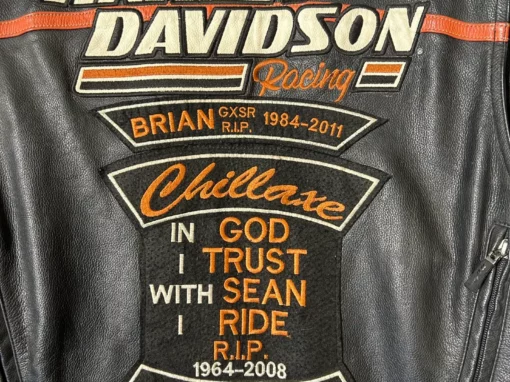 DAVIDSON
Racing
BRIAN GXSR R.I.P. 1984-2011
Chillaxe
IN GOD
I TRUST
WITH SEAN
I RIDE
R.I.P.
1964-2008